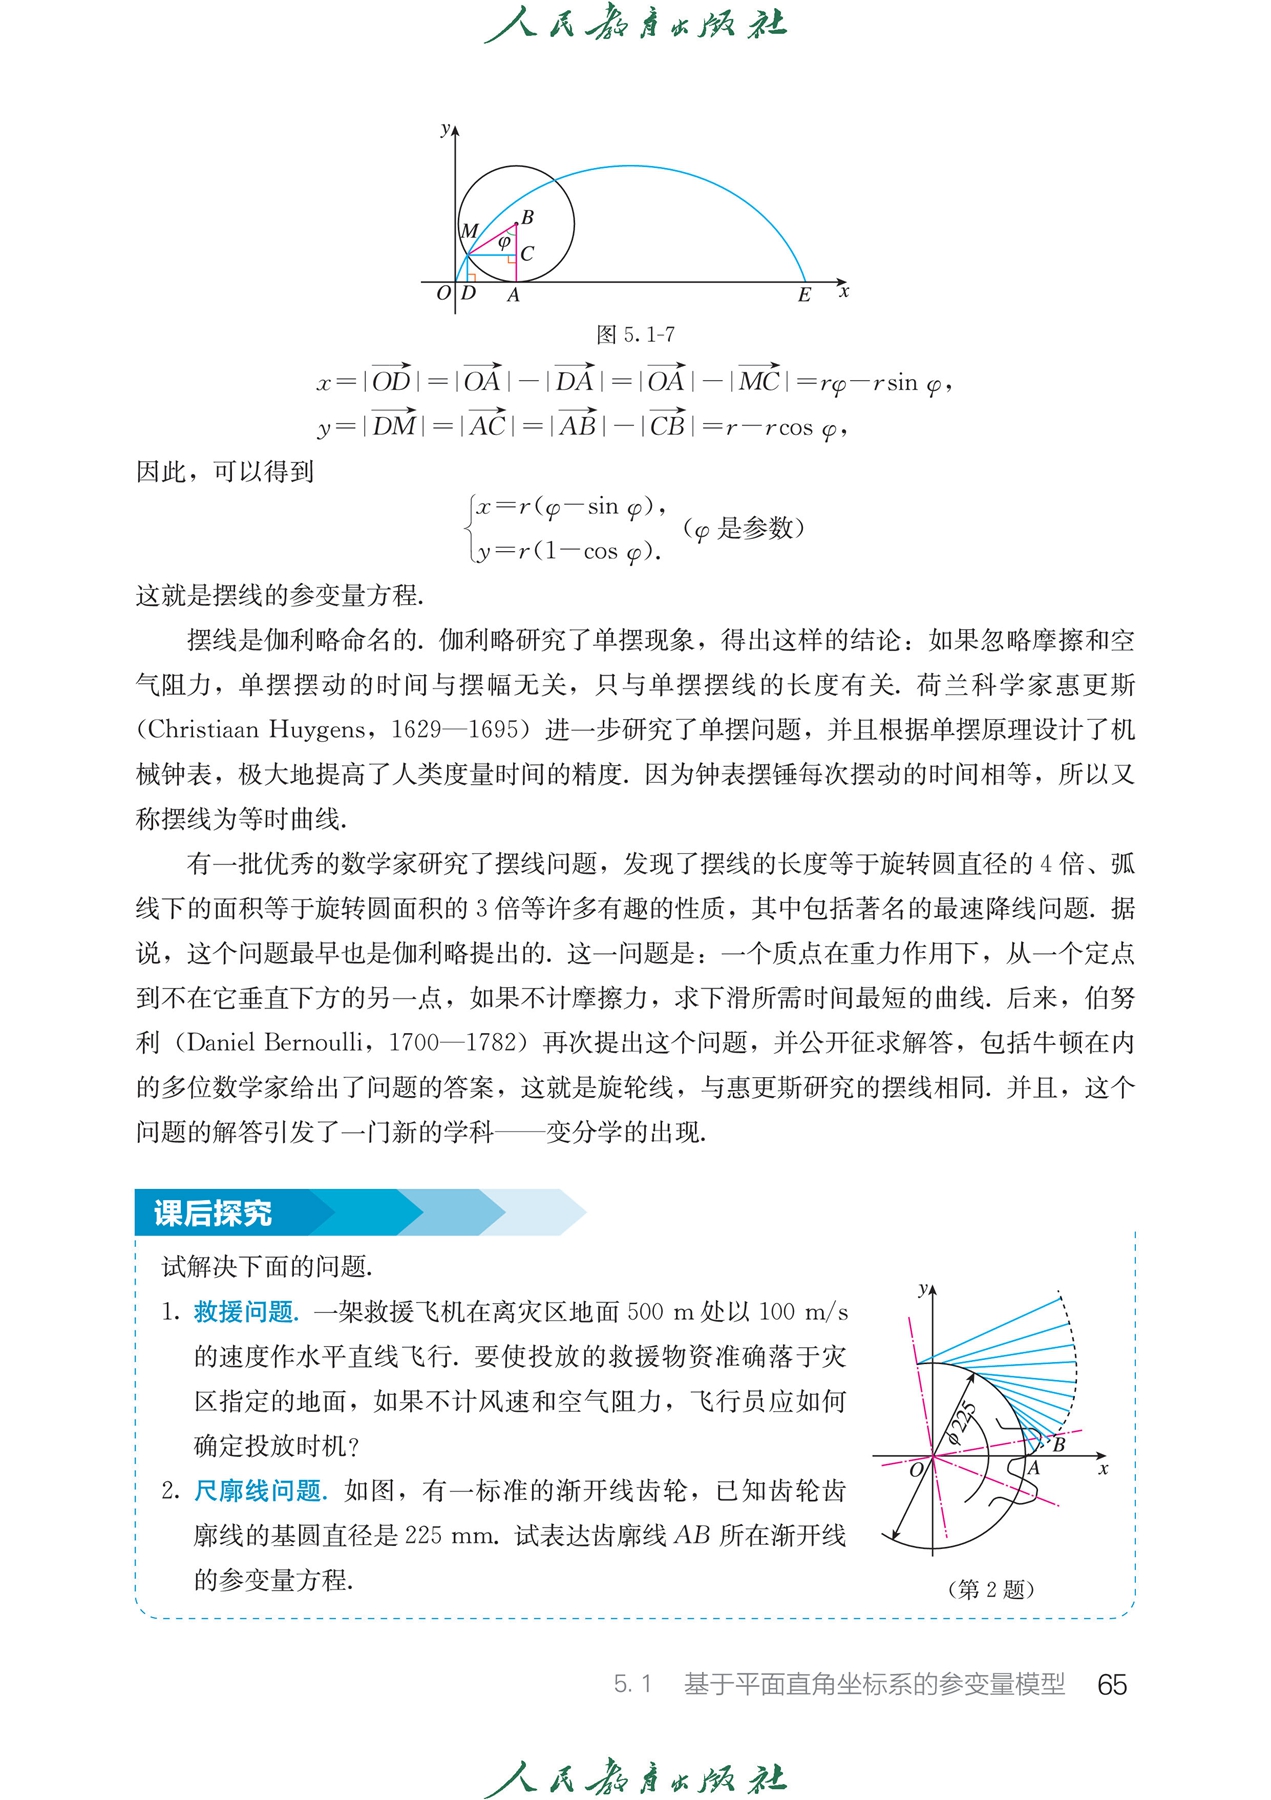 人民教育出版社
y
M
B
φ
C
O D A E x
图 5.1-7
x=|OD|=|OA|-|DA|=|OA|-|MC|=rφ-rsin φ,
y=|DM|=|AC|=|AB|-|CB|=r-rcos φ,
因此，可以得到
x=r(φ-sin φ),
(φ 是参数)
y=r(1-cos φ).
这就是摆线的参变量方程.
摆线是伽利略命名的. 伽利略研究了单摆现象，得出这样的结论：如果忽略摩擦和空
气阻力，单摆摆动的时间与摆幅无关，只与单摆摆线的长度有关. 荷兰科学家惠更斯
（Christiaan Huygens，1629—1695）进一步研究了单摆问题，并且根据单摆原理设计了机
械钟表，极大地提高了人类度量时间的精度. 因为钟表摆锤每次摆动的时间相等，所以又
称摆线为等时曲线.
有一批优秀的数学家研究了摆线问题，发现了摆线的长度等于旋转圆直径的 4 倍、弧
线下的面积等于旋转圆面积的 3 倍等许多有趣的性质，其中包括著名的最速降线问题. 据
说，这个问题最早也是伽利略提出的. 这一问题是：一个质点在重力作用下，从一个定点
到不在它垂直下方的另一点，如果不计摩擦力，求下滑所需时间最短的曲线. 后来，伯努
利（Daniel Bernoulli，1700—1782）再次提出这个问题，并公开征求解答，包括牛顿在内
的多位数学家给出了问题的答案，这就是旋轮线，与惠更斯研究的摆线相同. 并且，这个
问题的解答引发了一门新的学科——变分学的出现.
课后探究
试解决下面的问题.
1. 救援问题. 一架救援飞机在离灾区地面 500 m 处以 100 m/s
的速度作水平直线飞行. 要使投放的救援物资准确落于灾
区指定的地面，如果不计风速和空气阻力，飞行员应如何
确定投放时机？
2. 尺廓线问题. 如图，有一标准的渐开线齿轮，已知齿轮齿
廓线的基圆直径是 225 mm. 试表达齿廓线 AB 所在渐开线
的参变量方程.
y
ϕ225
B
O A x
（第 2 题）
5.1 基于平面直角坐标系的参变量模型 65
人民教育出版社